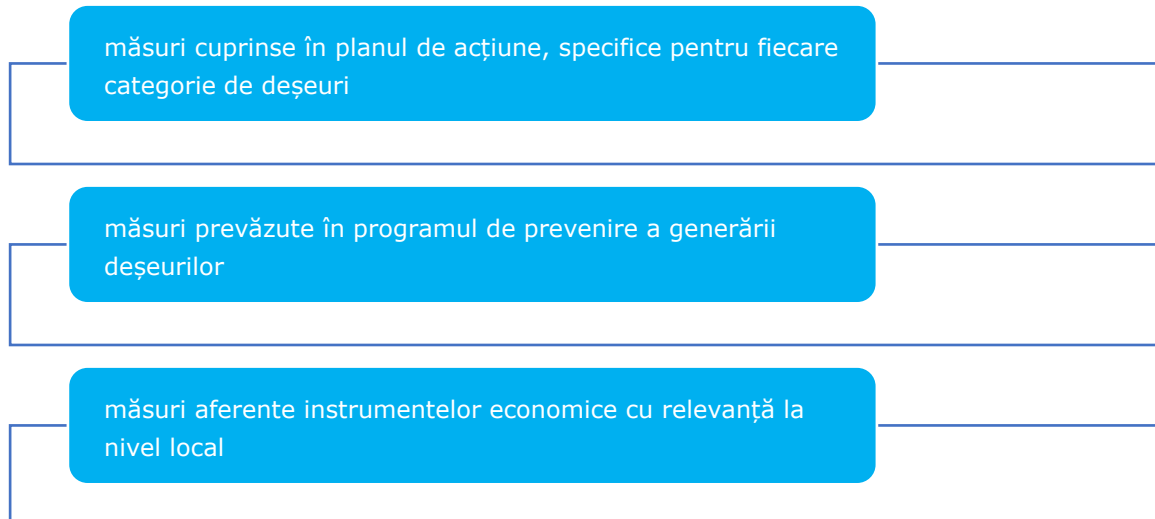 măsuri cuprinse în planul de acțiune, specifice pentru fiecare
categorie de deșeuri
măsuri prevăzute în programul de prevenire a generării
deșeurilor
măsuri aferente instrumentelor economice cu relevanță la
nivel local